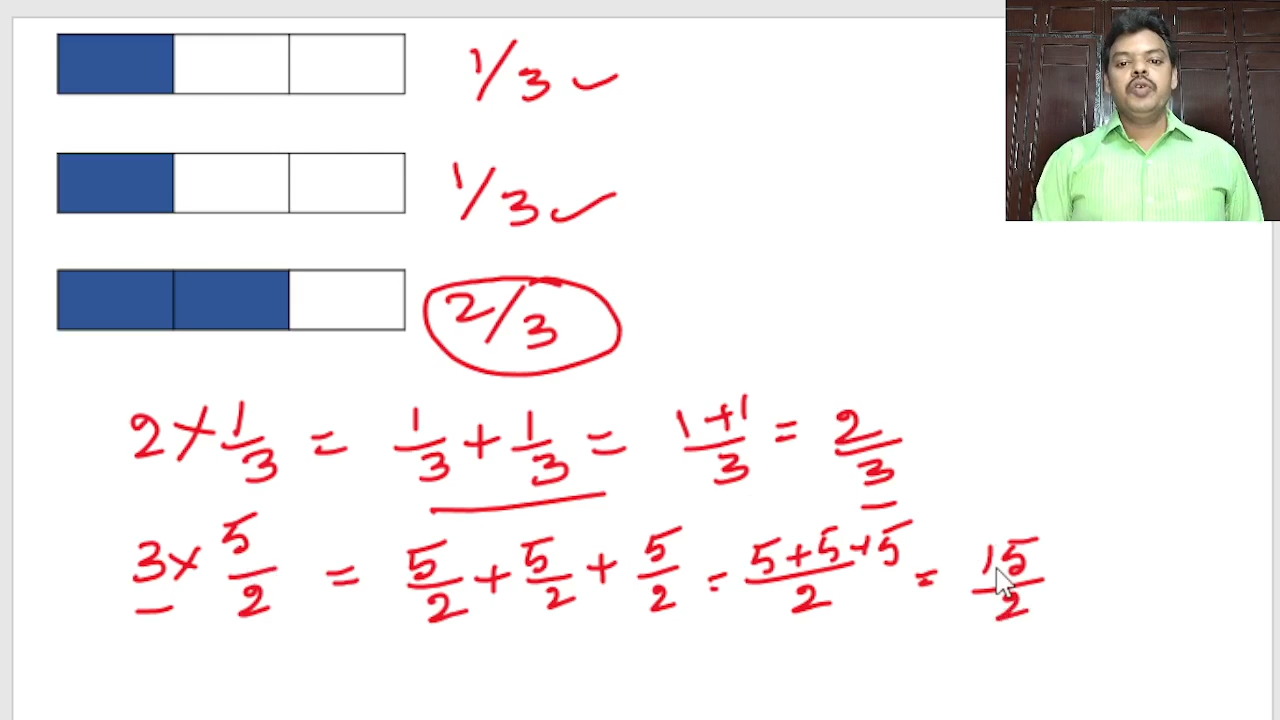 1/3 ✓
1/3 ✓
2/3
2 × 1/3 = 1/3 + 1/3 = 1+1/3 = 2/3
3 × 5/2 = 5/2 + 5/2 + 5/2 = 5+5+5/2 = 15/2